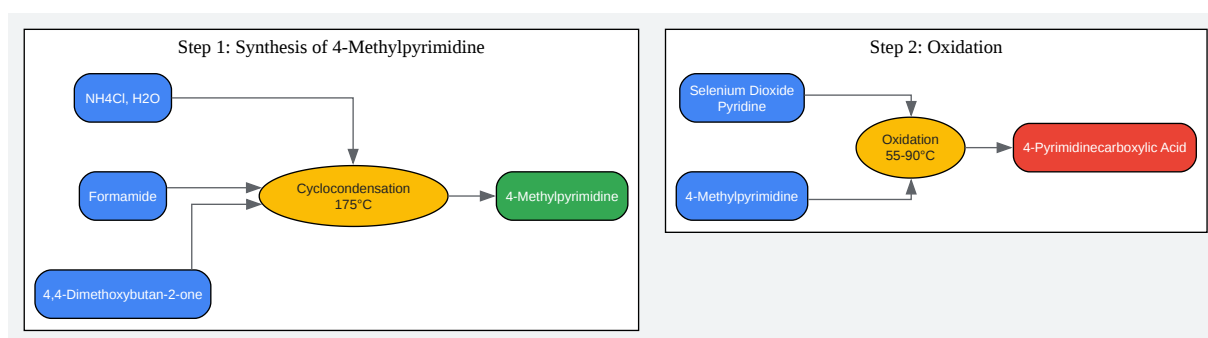 Step 1: Synthesis of 4-Methylpyrimidine
NH4Cl, H2O
Formamide
4,4-Dimethoxybutan-2-one
Cyclocondensation
175°C
4-Methylpyrimidine
Step 2: Oxidation
Selenium Dioxide
Pyridine
4-Methylpyrimidine
Oxidation
55-90°C
4-Pyrimidinecarboxylic Acid